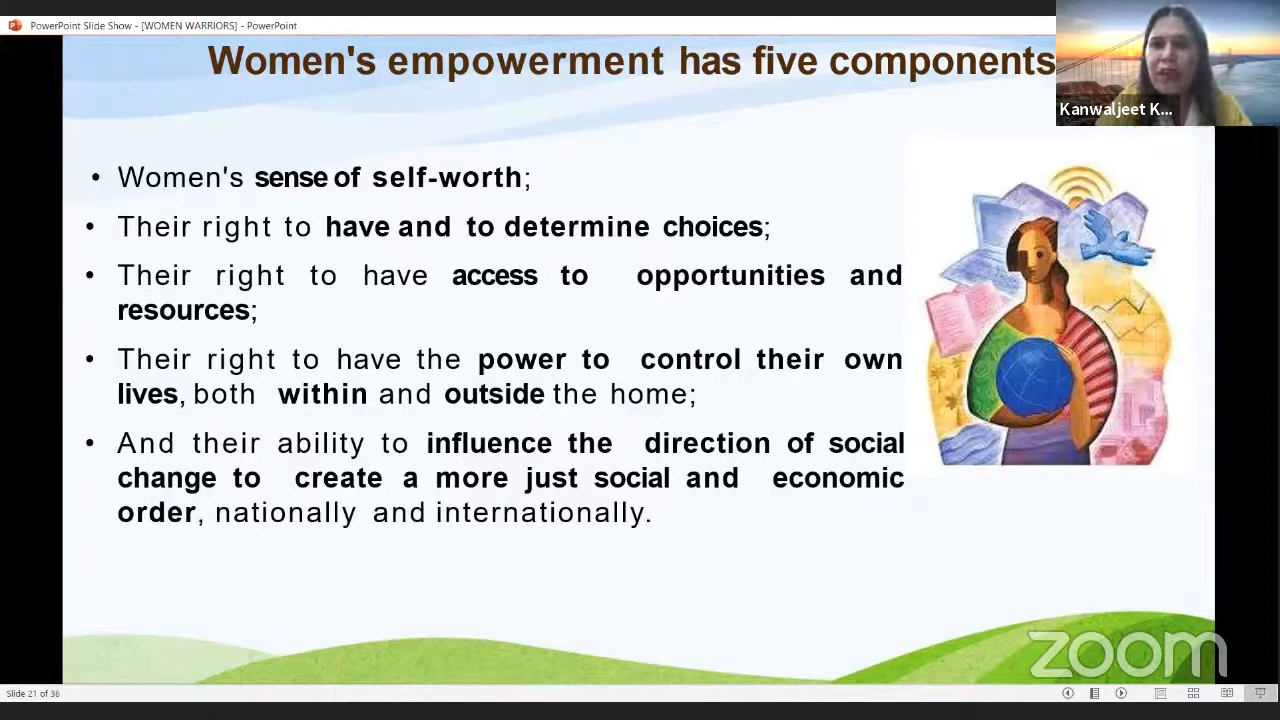 PowerPoint Slide Show - [WOMEN WARRIORS] - PowerPoint
Women's empowerment has five components
Kanwaljeet K...
• Women's sense of self-worth;
• Their right to have and to determine choices;
• Their right to have access to opportunities and
resources;
• Their right to have the power to control their own
lives, both within and outside the home;
• And their ability to influence the direction of social
change to create a more just social and economic
order, nationally and internationally.
zoom
Slide 21 of 36